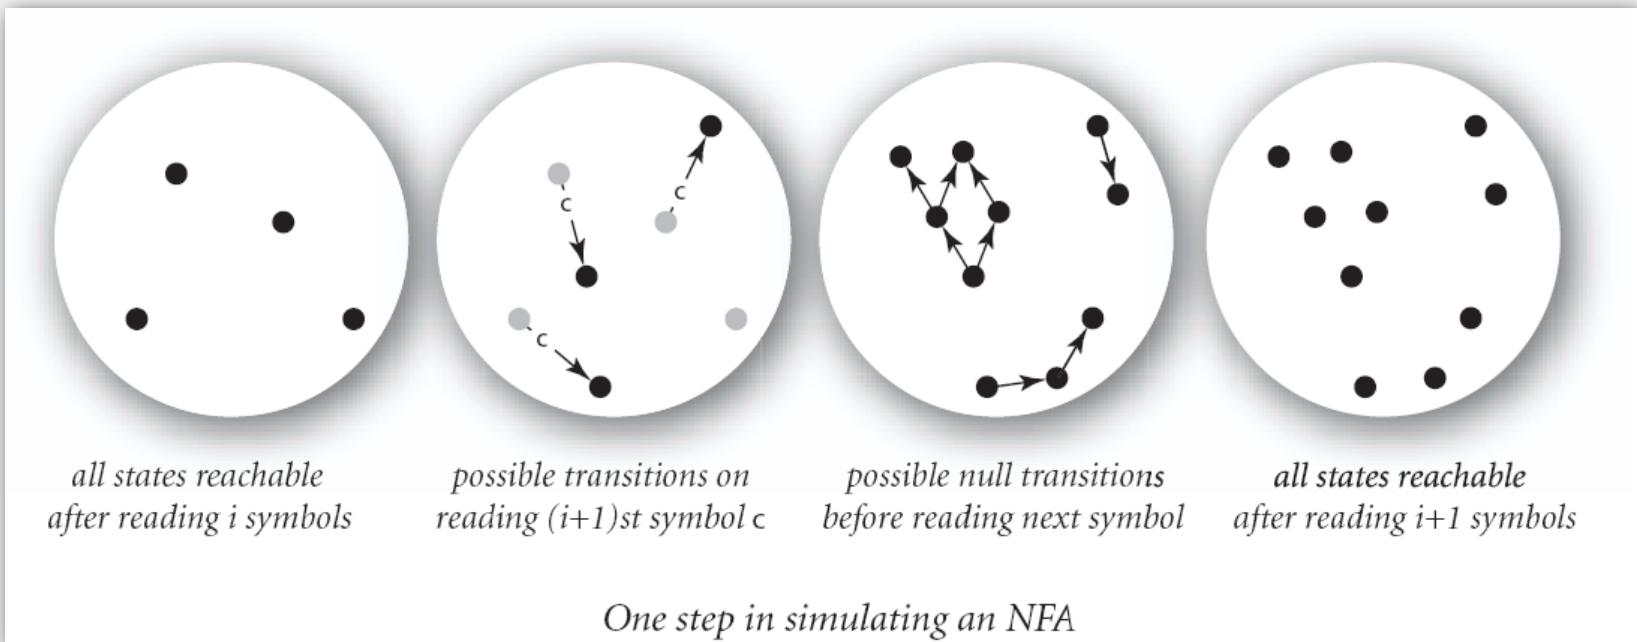 c
c
c
all states reachable
after reading i symbols
possible transitions on
reading (i+1)st symbol c
possible null transitions
before reading next symbol
all states reachable
after reading i+1 symbols
One step in simulating an NFA